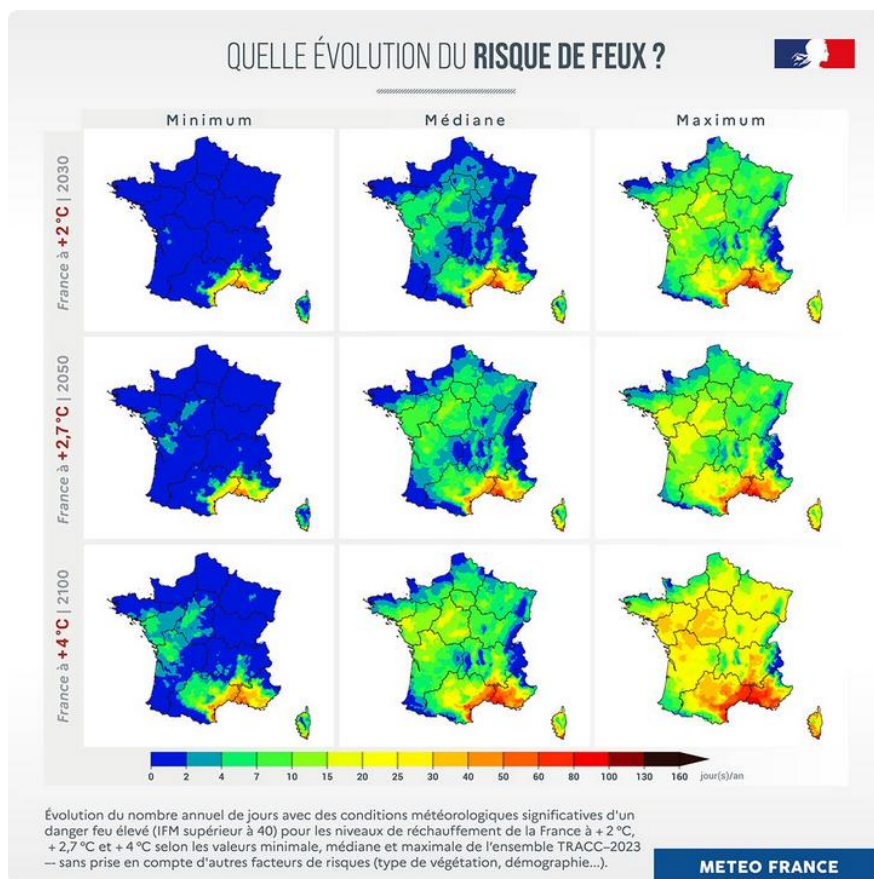 QUELLE ÉVOLUTION DU RISQUE DE FEUX ?
Minimum Médiane Maximum
France à +2 °C | 2030
France à +2,7 °C | 2050
France à +4 °C | 2100
0 2 4 7 10 15 20 25 30 40 50 60 80 100 130 160 jour(s)/an
Évolution du nombre annuel de jours avec des conditions météorologiques significatives d'un
danger feu élevé (IFM supérieur à 40) pour les niveaux de réchauffement de la France à + 2 °C,
+ 2,7 °C et + 4 °C selon les valeurs minimale, médiane et maximale de l'ensemble TRACC-2023
— sans prise en compte d'autres facteurs de risques (type de végétation, démographie...).
METEO FRANCE